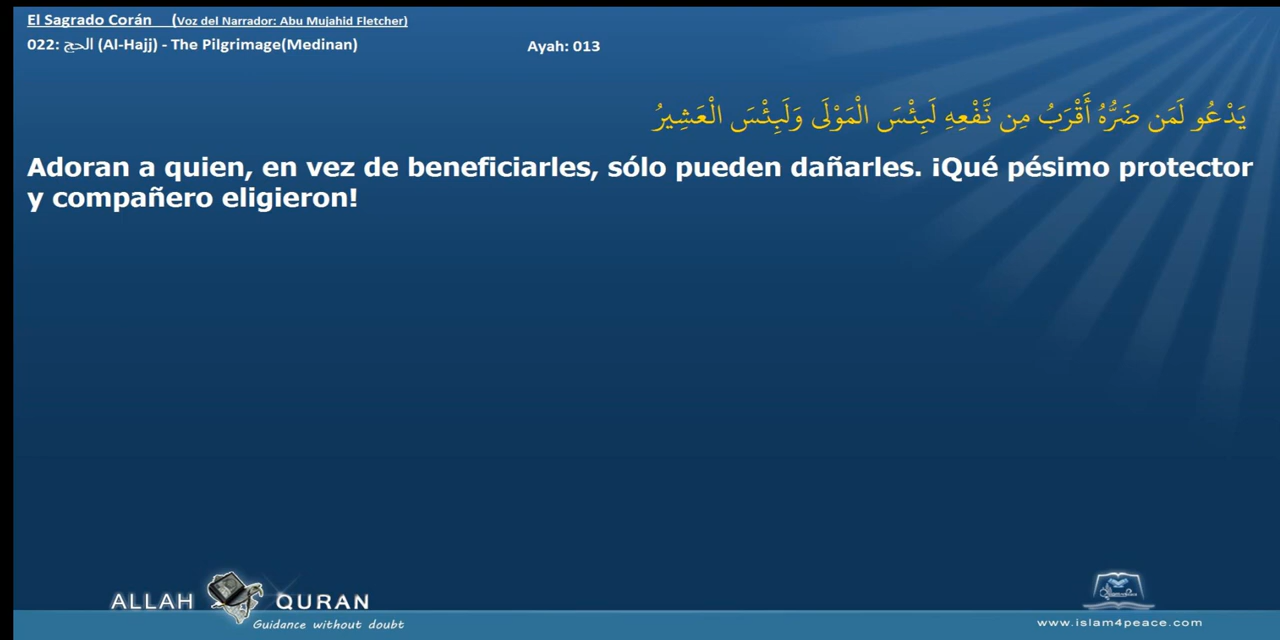 El Sagrado Corán (Voz del Narrador: Abu Mujahid Fletcher)
022: الحج (Al-Hajj) - The Pilgrimage(Medinan) Ayah: 013
يَدْعُو لَمَن ضَرُّهُ أَقْرَبُ مِن نَّفْعِهِ لَبِئْسَ الْمَوْلَى وَلَبِئْسَ الْعَشِيرُ
Adoran a quien, en vez de beneficiarles, sólo pueden dañarles. ¡Qué pésimo protector
y compañero eligieron!
ALLAH QURAN
Guidance without doubt
www.islam4peace.com